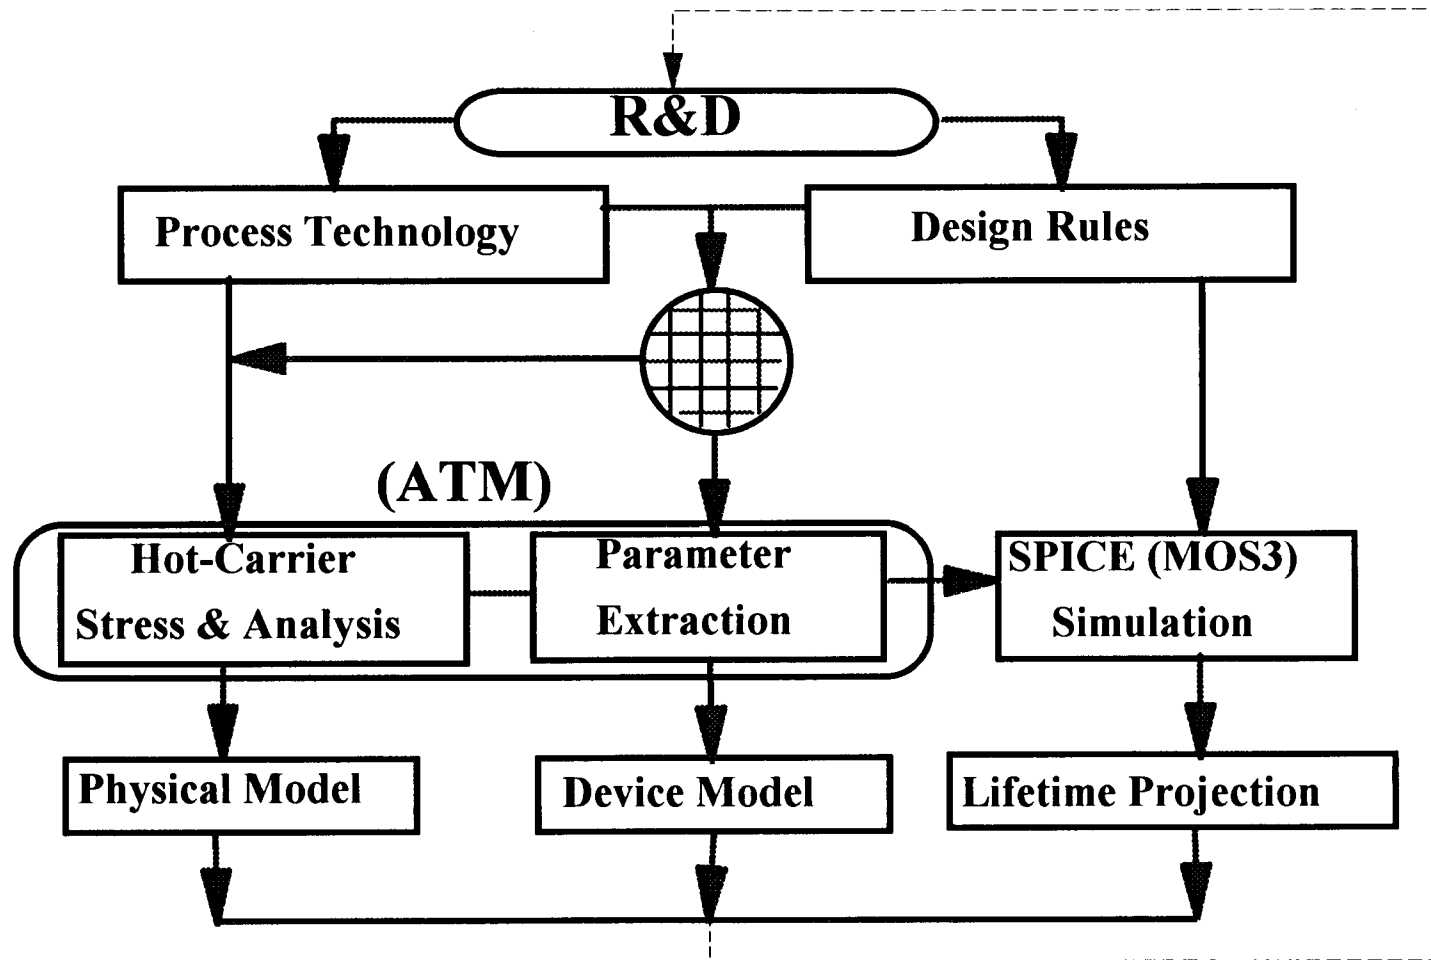 R&D
Process Technology
Design Rules
(ATM)
Hot-Carrier
Stress & Analysis
Parameter
Extraction
SPICE (MOS3)
Simulation
Physical Model
Device Model
Lifetime Projection